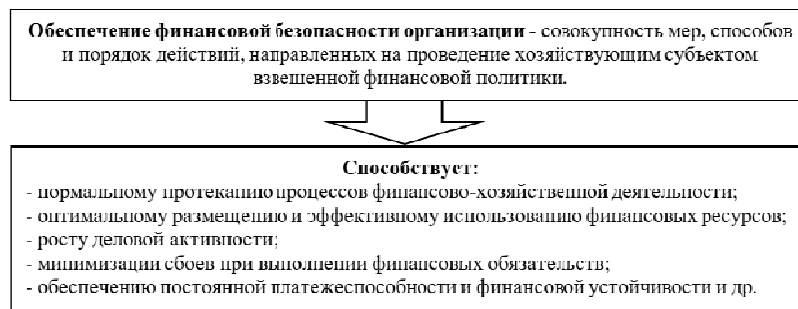 Обеспечение финансовой безопасности организации - совокупность мер, способов
и порядок действий, направленных на проведение хозяйствующим субъектом
взвешенной финансовой политики.
Способствует:
- нормальному протеканию процессов финансово-хозяйственной деятельности;
- оптимальному размещению и эффективному использованию финансовых ресурсов;
- росту деловой активности;
- минимизации сбоев при выполнении финансовых обязательств;
- обеспечению постоянной платежеспособности и финансовой устойчивости и др.